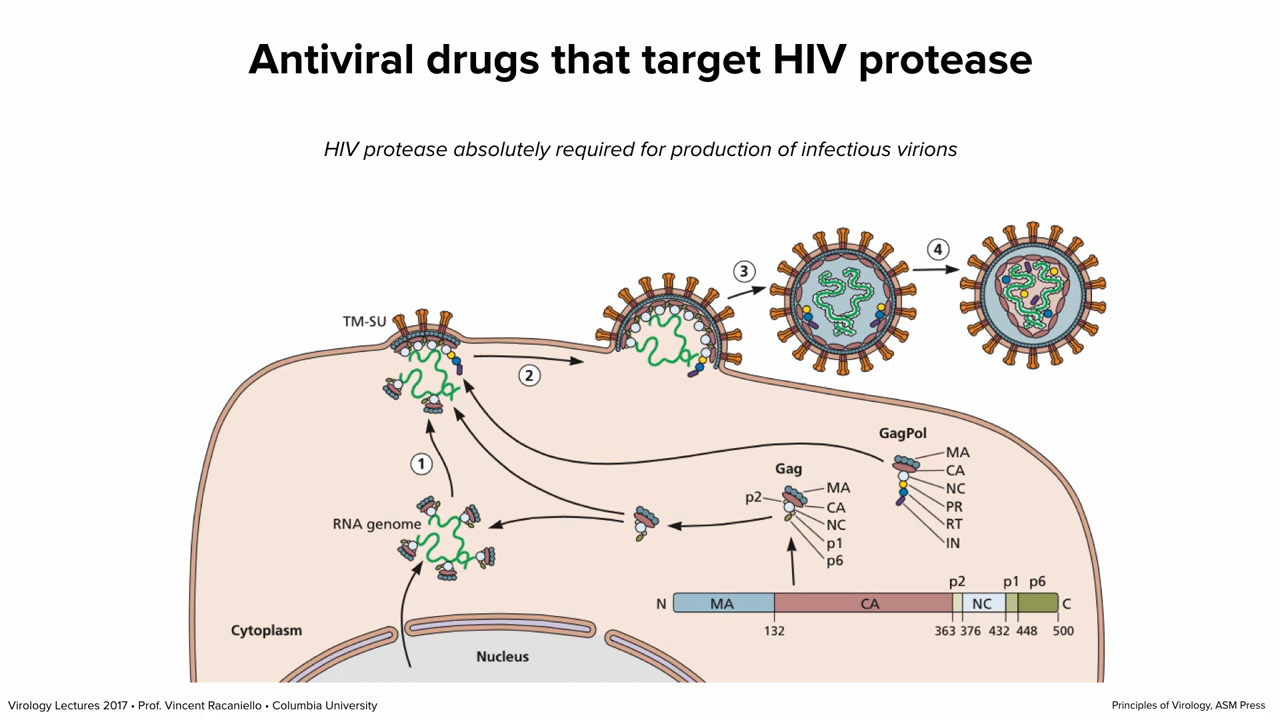 Antiviral drugs that target HIV protease
HIV protease absolutely required for production of infectious virions
3
4
TM-SU
2
1
RNA genome
GagPol
MA
CA
NC
PR
RT
IN
Gag
p2
MA
CA
NC
p1
p6
p2 p1 p6
N MA CA NC C
132 363 376 432 448 500
Cytoplasm
Nucleus
Virology Lectures 2017 • Prof. Vincent Racaniello • Columbia University
Principles of Virology, ASM Press